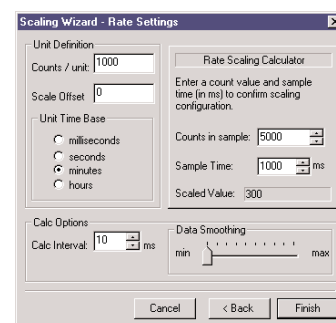 Scaling Wizard - Rate Settings
Unit Definition
Counts / unit: 1000
Scale Offset 0
Unit Time Base
milliseconds
seconds
minutes
hours
Rate Scaling Calculator
Enter a count value and sample
time (in ms) to confirm scaling
configuration.
Counts in sample: 5000
Sample Time: 1000 ms
Scaled Value: 300
Calc Options
Calc Interval: 10 ms
Data Smoothing
min max
Cancel < Back Finish